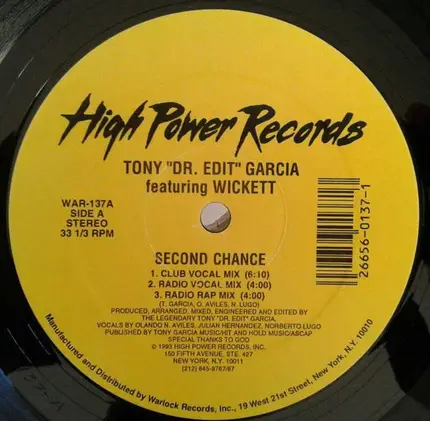 High Power Records
TONY "DR. EDIT" GARCIA
featuring WICKETT
WAR-137A
SIDE A
STEREO
33 1/3 RPM
26656-0137-1
SECOND CHANCE
1. CLUB VOCAL MIX (6:10)
2. RADIO VOCAL MIX (4:00)
3. RADIO RAP MIX (4:00)
(T. GARCIA, O. AVILES, N. LUGO)
PRODUCED, ARRANGED, MIXED, ENGINEERED AND EDITED BY
THE LEGENDARY TONY "DR. EDIT" GARCIA.
VOCALS BY OLANDO N. AVILES, JULIAN HERNANDEZ, NORBERTO LUGO
PUBLISHED BY TONY GARCIA MUSIC/HIT AND HOLD MUSIC/ASCAP
SPECIAL THANKS TO GOD
© 1993 HIGH POWER RECORDS, INC.
150 FIFTH AVENUE, STE. 427
NEW YORK, N.Y. 10011
(212) 645-9767/87
Manufactured and Distributed by Warlock Records, Inc., 19 West 21st Street, New York, N.Y. 10010